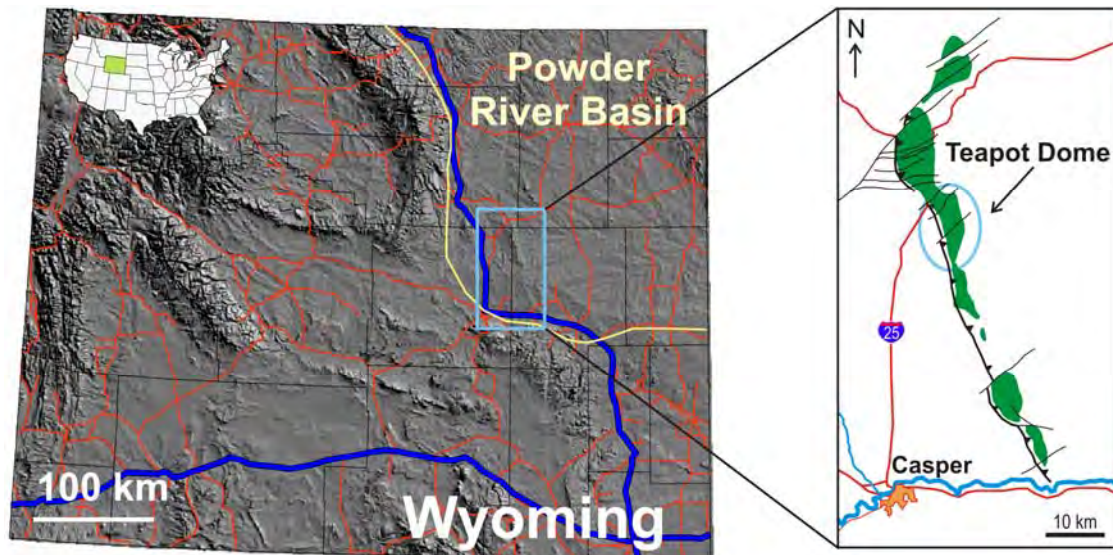 Powder
River Basin
100 km
Wyoming
N
Teapot Dome
25
Casper
10 km